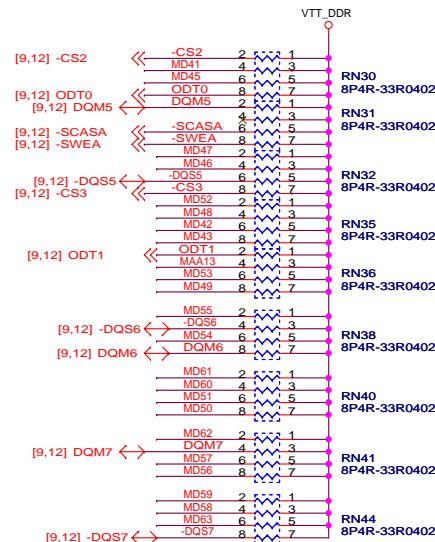 VTT_DDR
[9,12] -CS2 -CS2 2 1
MD41 4 3
MD45 6 5 RN30
[9,12] ODT0 ODT0 8 7 8P4R-33R0402
[9,12] DQM5 DQM5 2 1
4 3 RN31
[9,12] -SCASA -SCASA 6 5 8P4R-33R0402
[9,12] -SWEA -SWEA 8 7
MD47 2 1
MD46 4 3
[9,12] -DQS5 -DQS5 6 5 RN32
[9,12] -CS3 -CS3 8 7 8P4R-33R0402
MD52 2 1
MD48 4 3
MD42 6 5 RN35
MD43 8 7 8P4R-33R0402
[9,12] ODT1 ODT1 2 1
MAA13 4 3
MD53 6 5 RN36
MD49 8 7 8P4R-33R0402
MD55 2 1
[9,12] -DQS6 -DQS6 4 3
MD54 6 5 RN38
[9,12] DQM6 DQM6 8 7 8P4R-33R0402
MD61 2 1
MD60 4 3
MD51 6 5 RN40
MD50 8 7 8P4R-33R0402
MD62 2 1
[9,12] DQM7 DQM7 4 3
MD57 6 5 RN41
MD56 8 7 8P4R-33R0402
MD59 2 1
MD58 4 3
MD63 6 5 RN44
[9,12] -DQS7 -DQS7 8 7 8P4R-33R0402